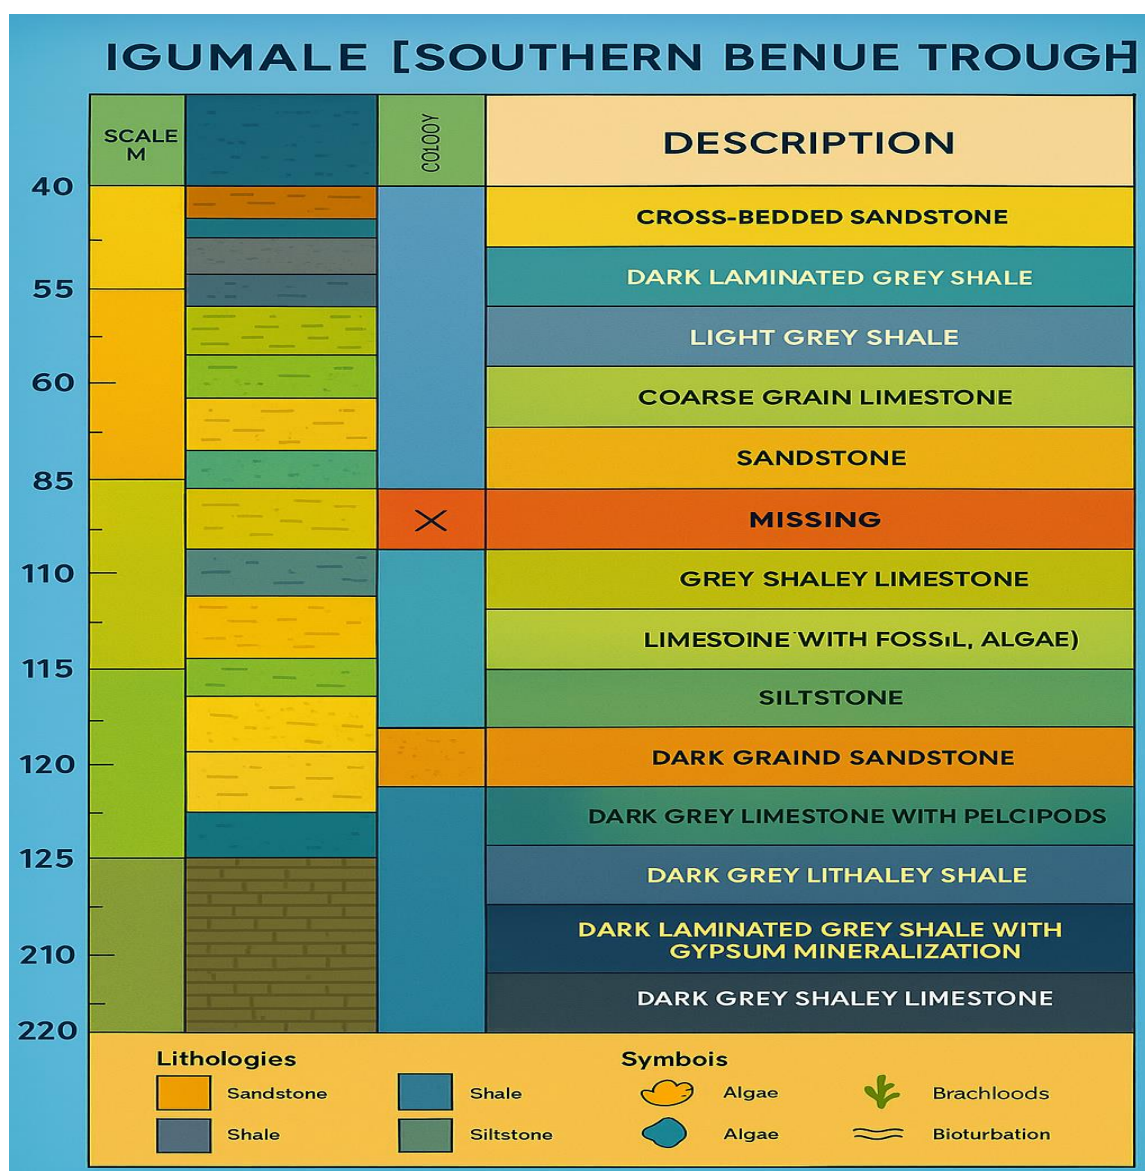 IGUMALE [SOUTHERN BENUE TROUGH]
SCALE
M
COLOOY
DESCRIPTION
40
CROSS-BEDDED SANDSTONE
DARK LAMINATED GREY SHALE
55
LIGHT GREY SHALE
60
COARSE GRAIN LIMESTONE
SANDSTONE
85
MISSING
110
GREY SHALEY LIMESTONE
LIMESOINE WITH FOSSiL, ALGAE)
115
SILTSTONE
120
DARK GRAIND SANDSTONE
DARK GREY LIMESTONE WITH PELCIPODS
125
DARK GREY LITHALEY SHALE
DARK LAMINATED GREY SHALE WITH
GYPSUM MINERALIZATION
210
DARK GREY SHALEY LIMESTONE
220
Lithologies
Symbois
Sandstone
Shale
Algae
Brachloods
Shale
Siltstone
Algae
Bioturbation